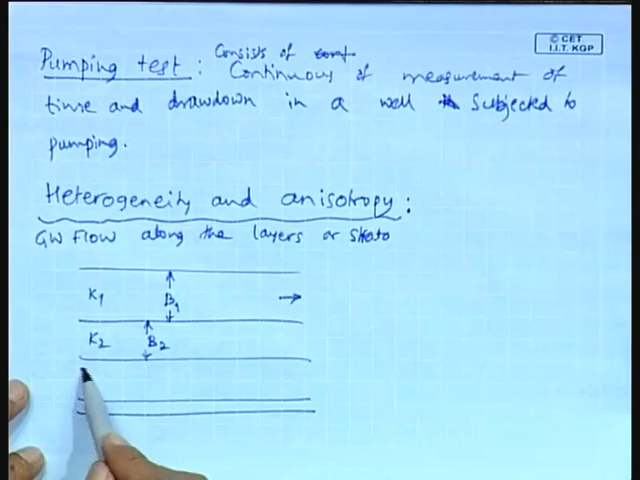 © CET
I.I.T. KGP
Consists of
Pumping test : Continuous of measurement of
time and drawdown in a well subjected to
pumping.
Heterogeneity and anisotropy :
GW Flow along the layers or strata
K1 B1
K2 B2